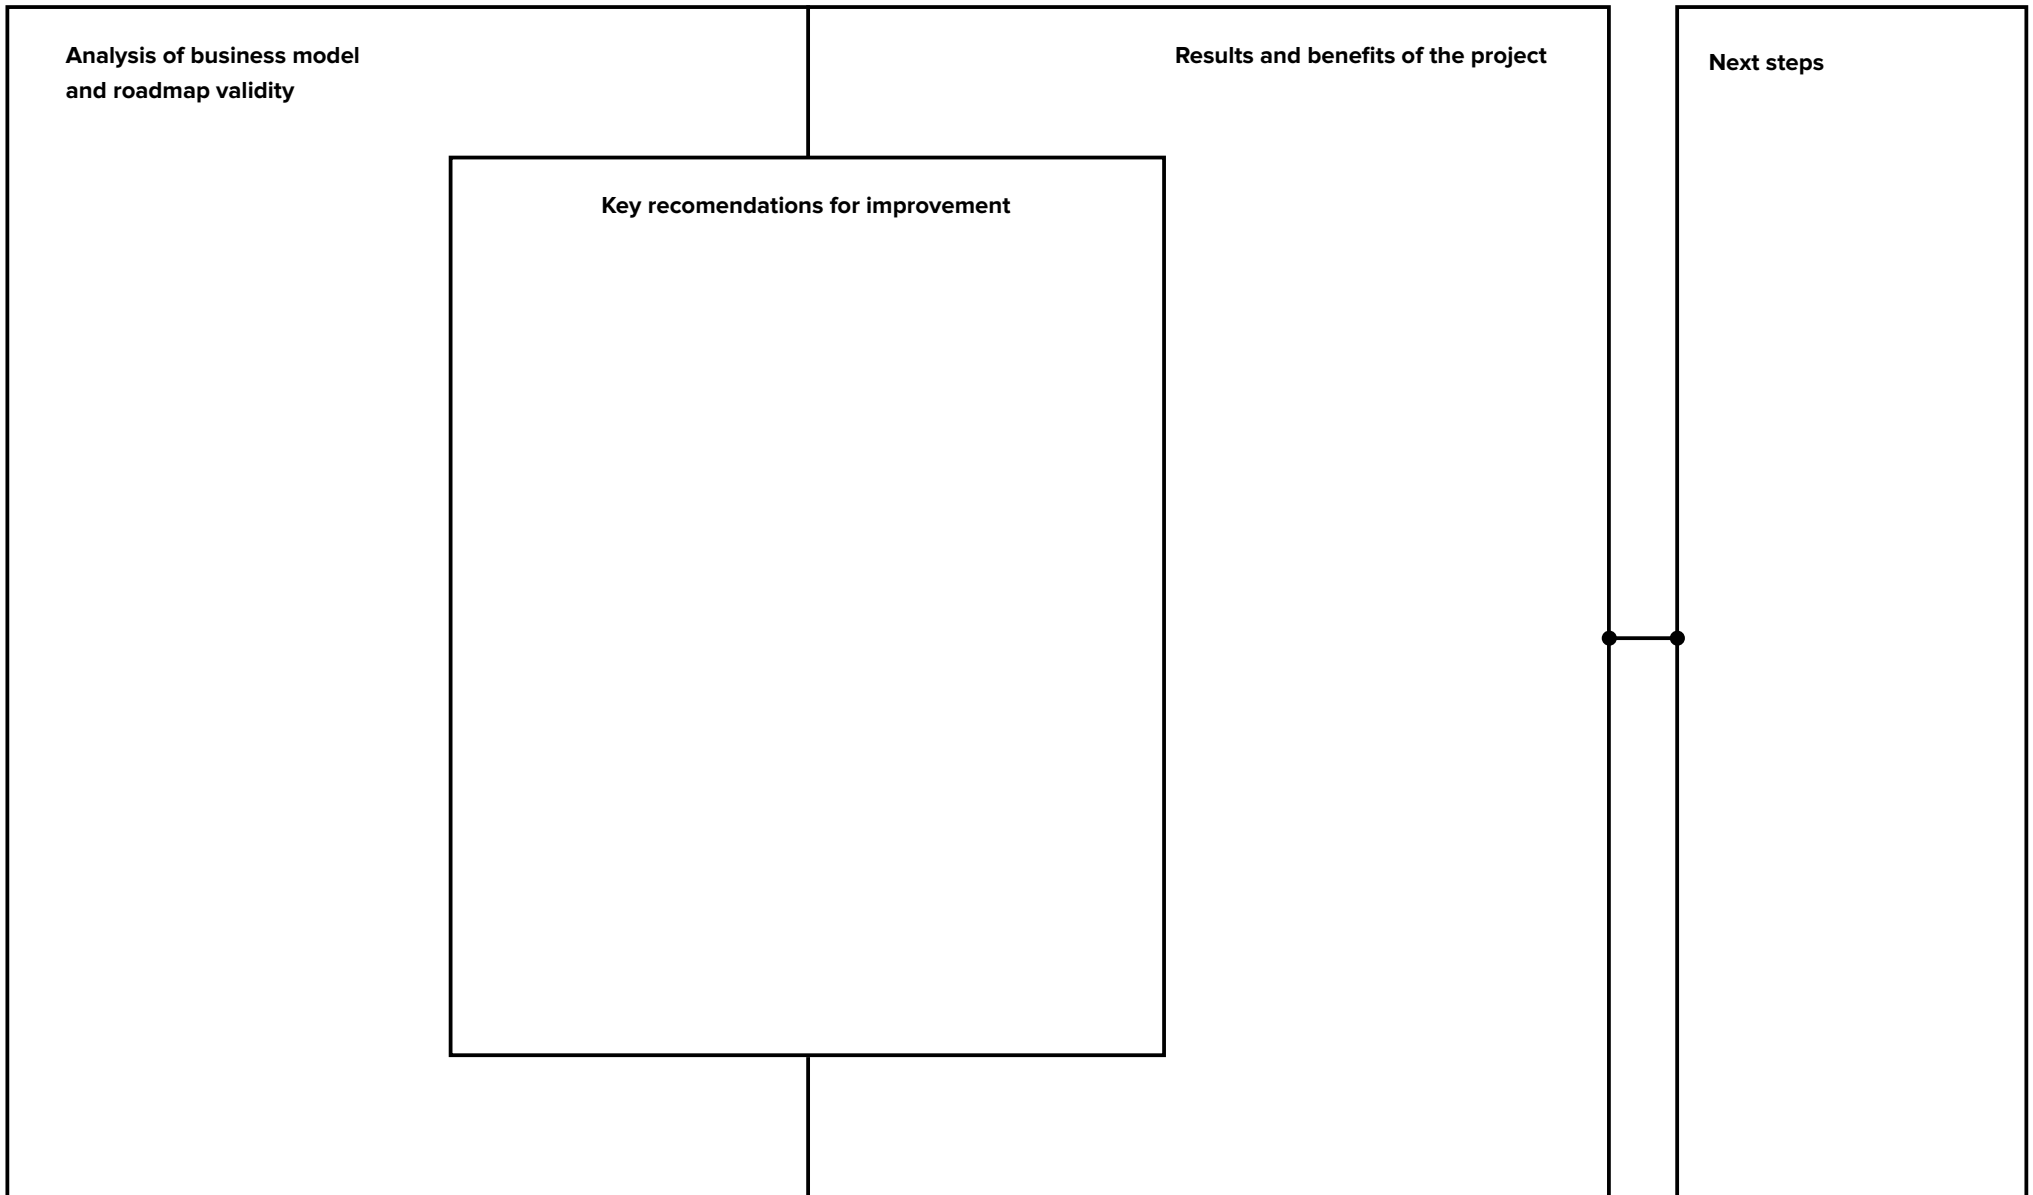 Analysis of business model
and roadmap validity
Results and benefits of the project
Next steps
Key recomendations for improvement